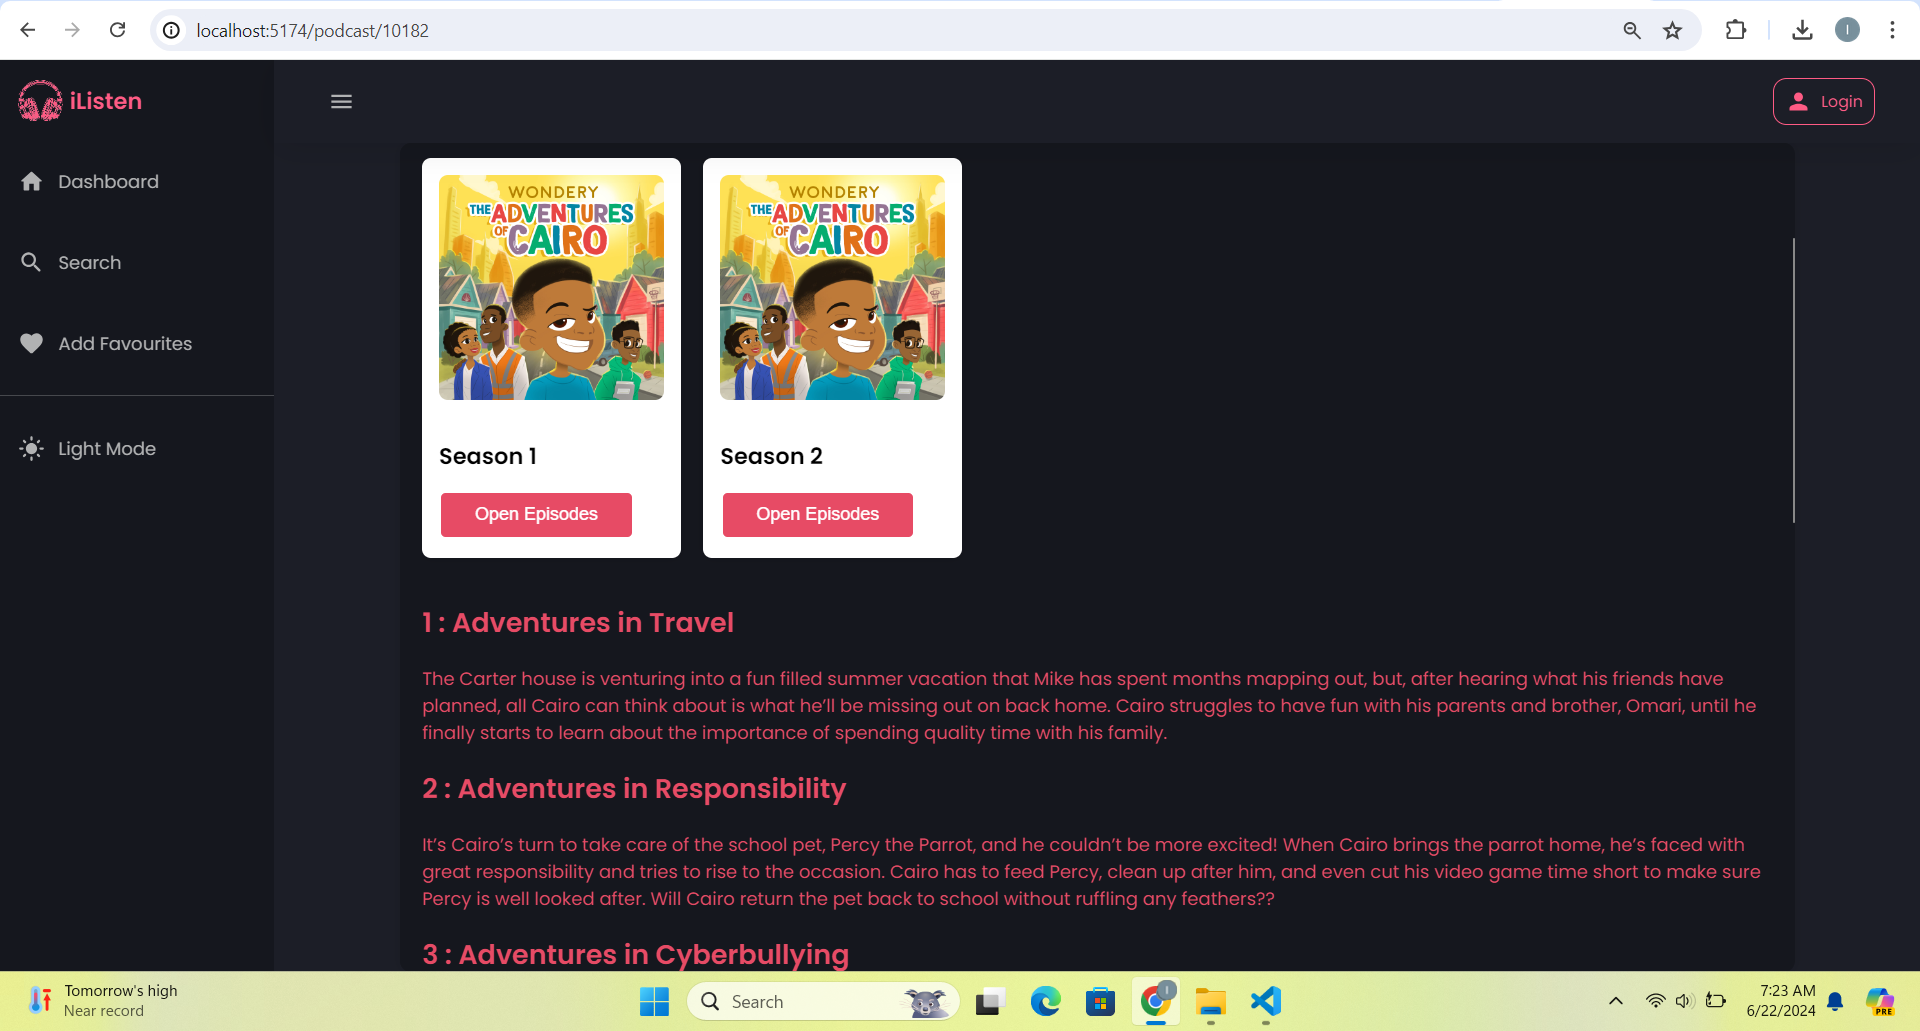 localhost:5174/podcast/10182
I
iListen
Login
Dashboard
Search
Add Favourites
Light Mode
WONDERY
THE ADVENTURES
OF CAIRO
WONDERY
THE ADVENTURES
OF CAIRO
Season 1
Season 2
Open Episodes
Open Episodes
1 : Adventures in Travel
The Carter house is venturing into a fun filled summer vacation that Mike has spent months mapping out, but, after hearing what his friends have
planned, all Cairo can think about is what he’ll be missing out on back home. Cairo struggles to have fun with his parents and brother, Omari, until he
finally starts to learn about the importance of spending quality time with his family.
2 : Adventures in Responsibility
It’s Cairo’s turn to take care of the school pet, Percy the Parrot, and he couldn’t be more excited! When Cairo brings the parrot home, he’s faced with
great responsibility and tries to rise to the occasion. Cairo has to feed Percy, clean up after him, and even cut his video game time short to make sure
Percy is well looked after. Will Cairo return the pet back to school without ruffling any feathers??
3 : Adventures in Cyberbullying
Tomorrow's high
Near record
Search
I
7:23 AM
6/22/2024
PRE